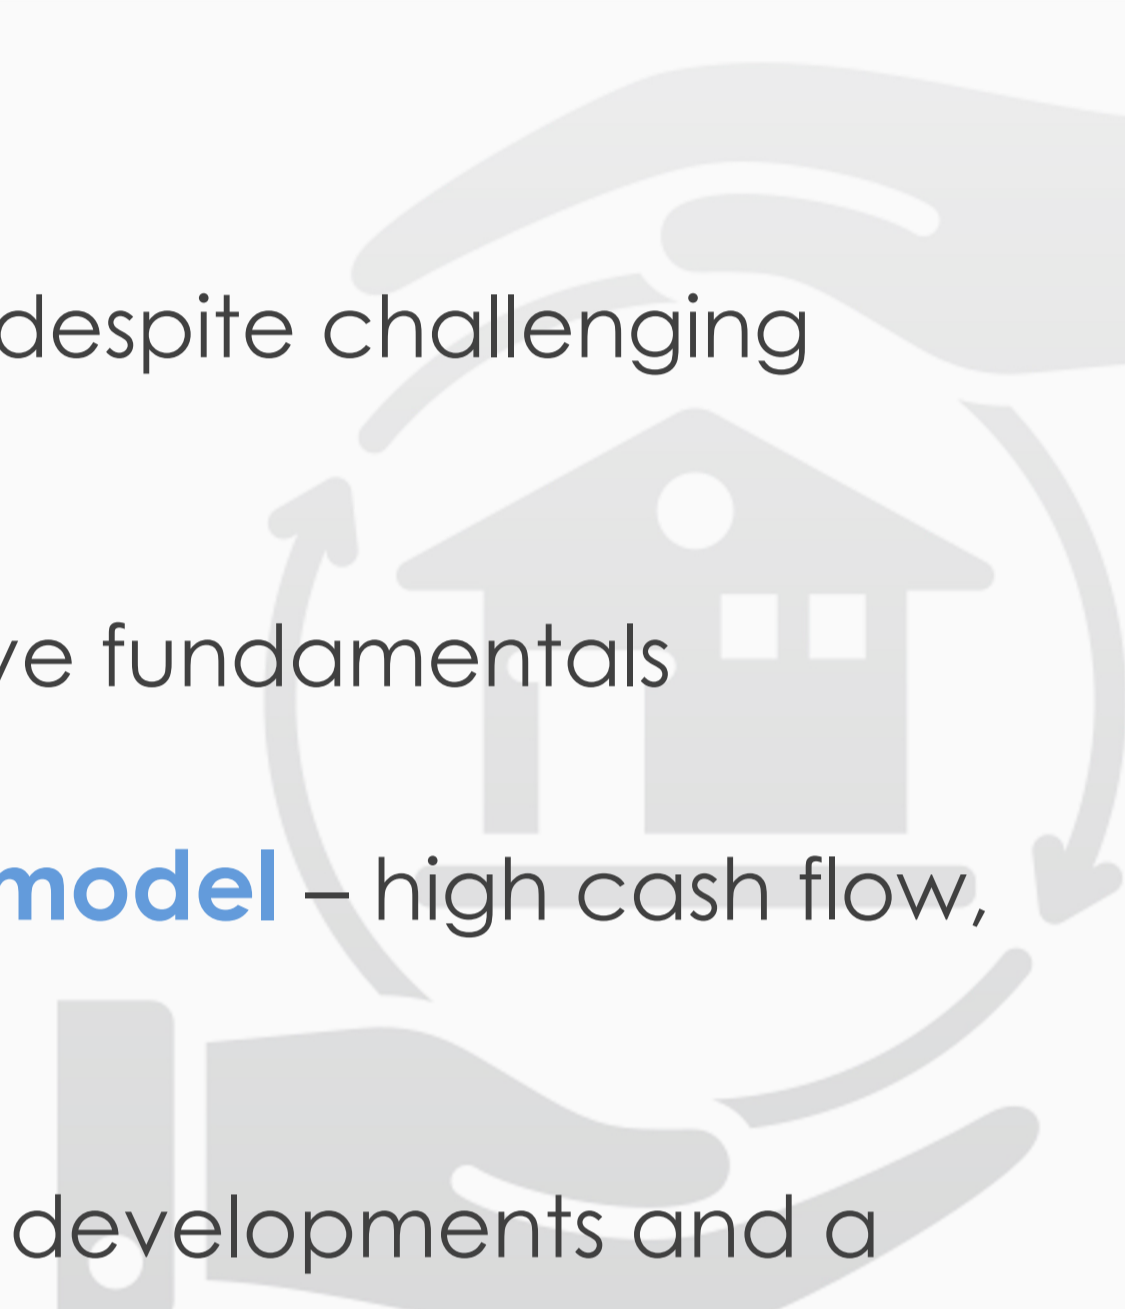 despite challenging
ve fundamentals
model – high cash flow,
developments and a